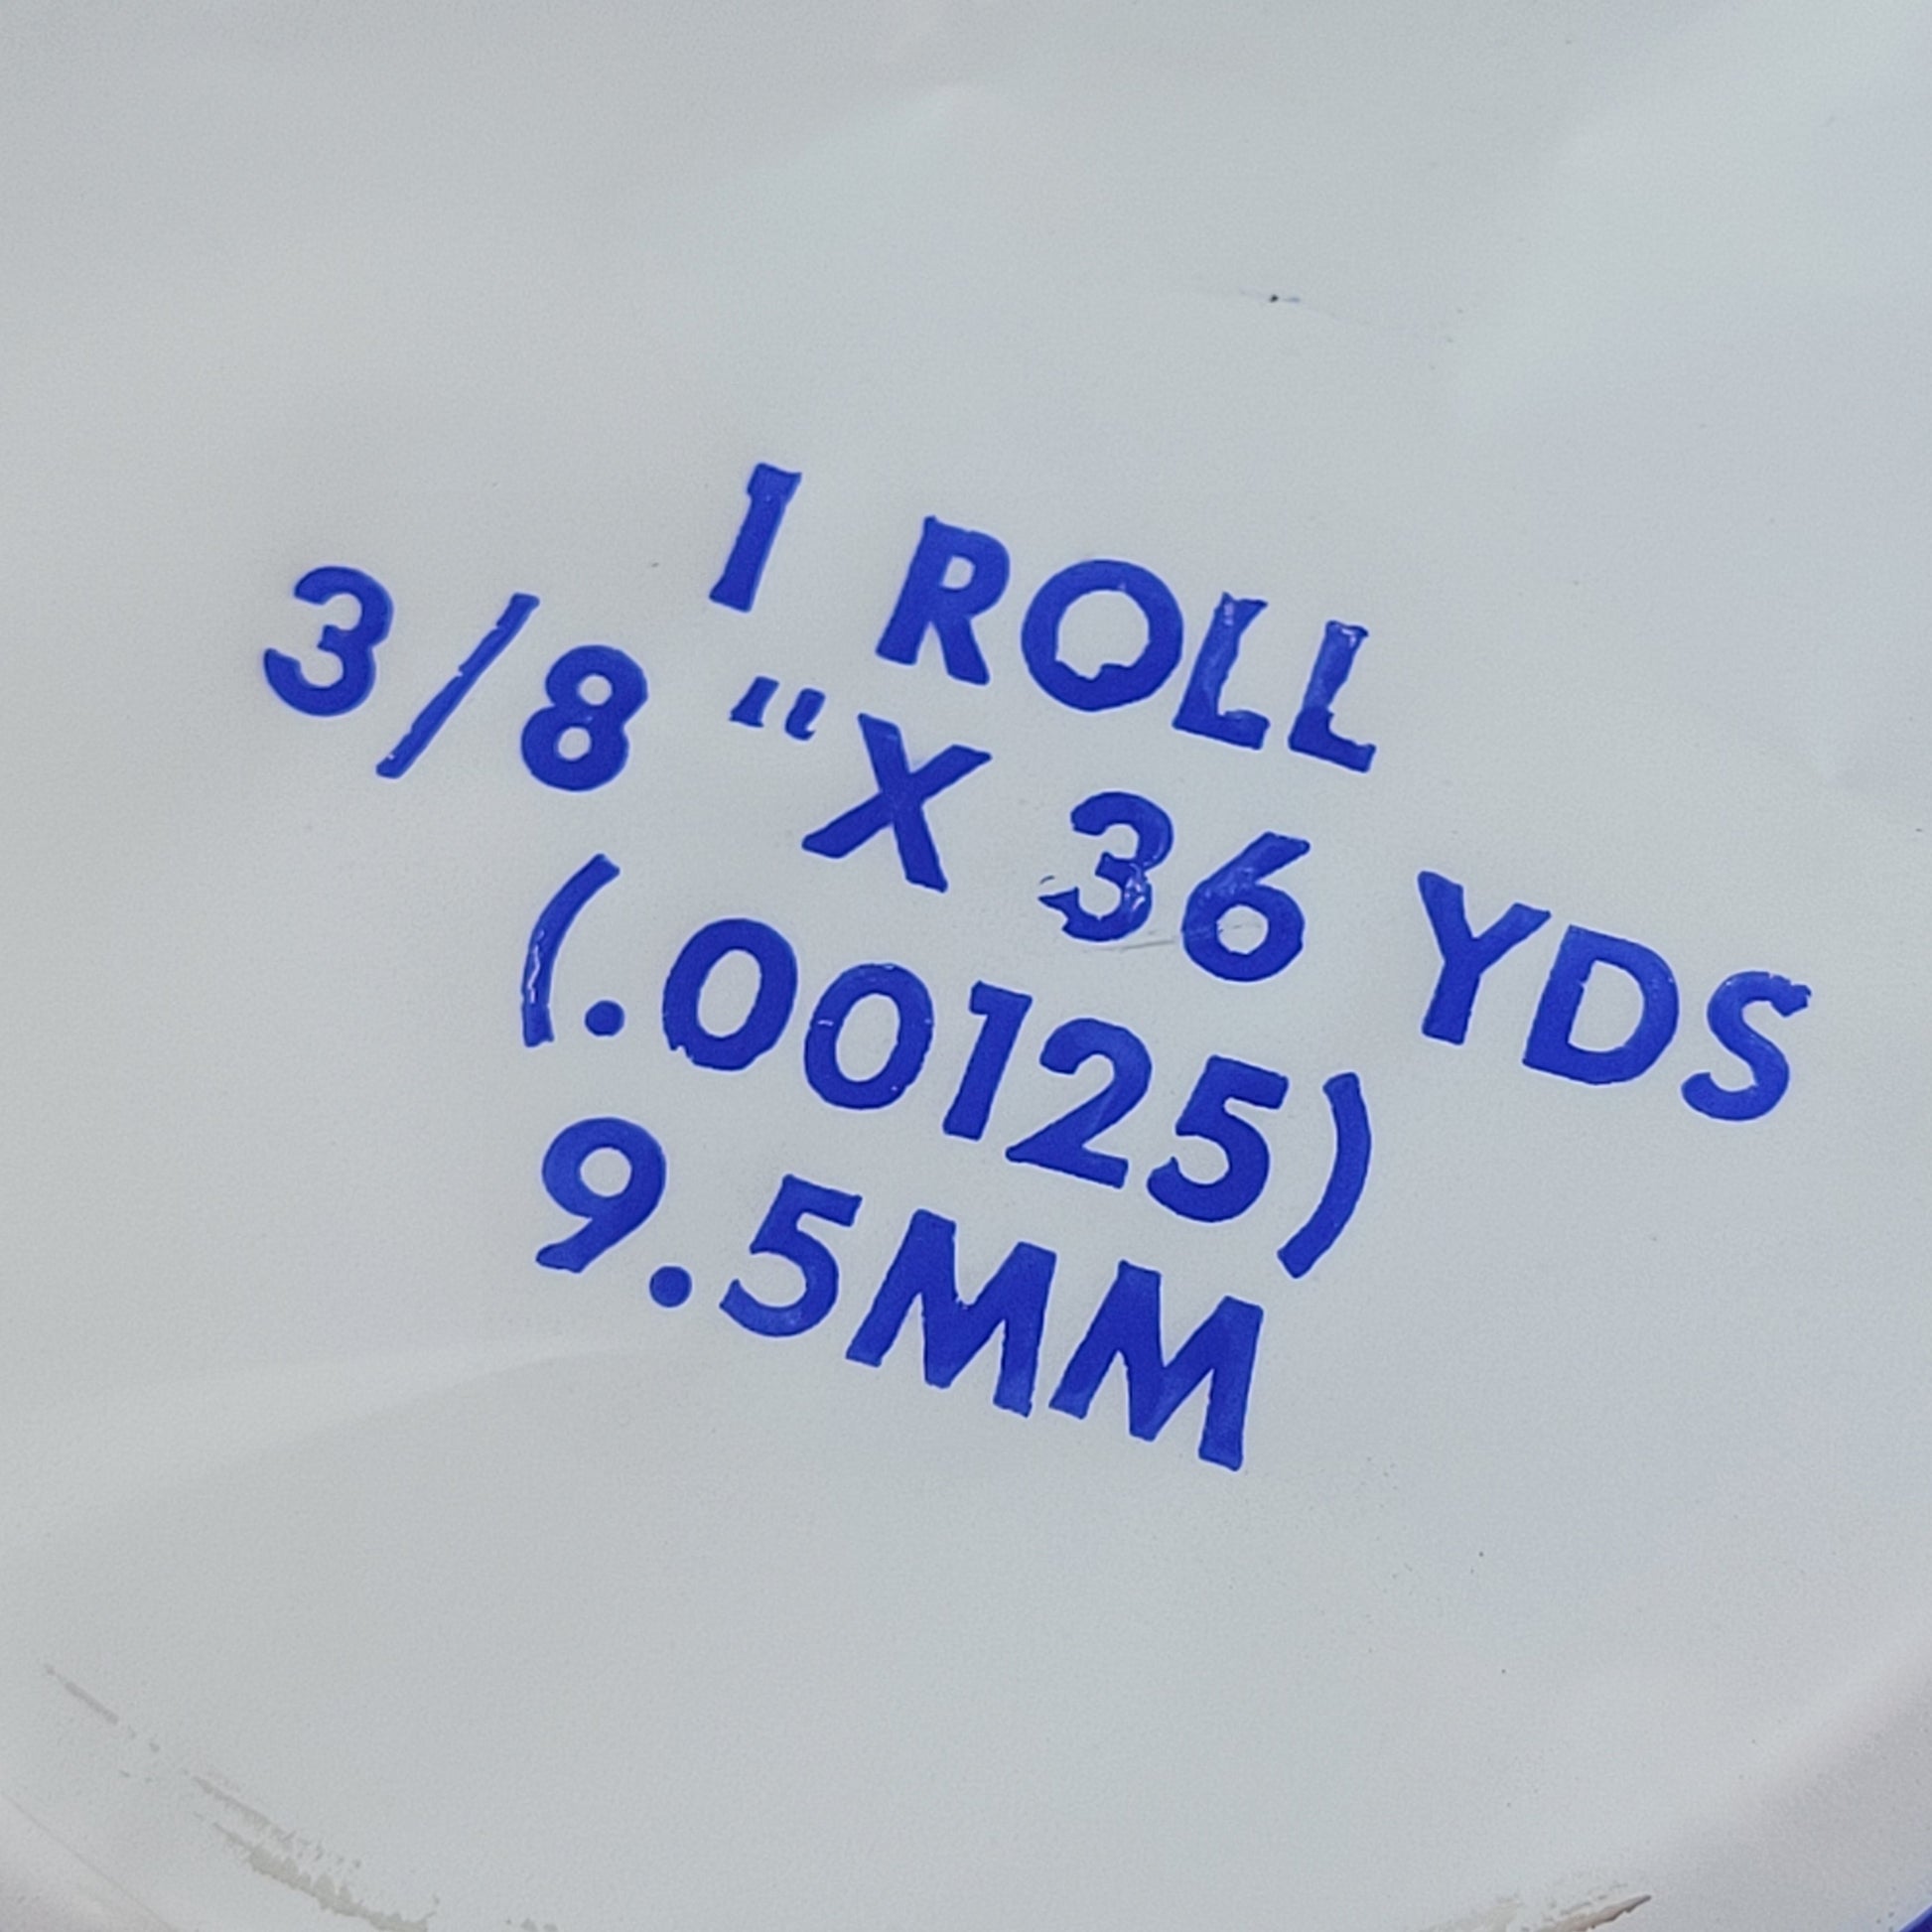 1 ROLL
3/8 "X 36 YDS
(.00125)
9.5MM